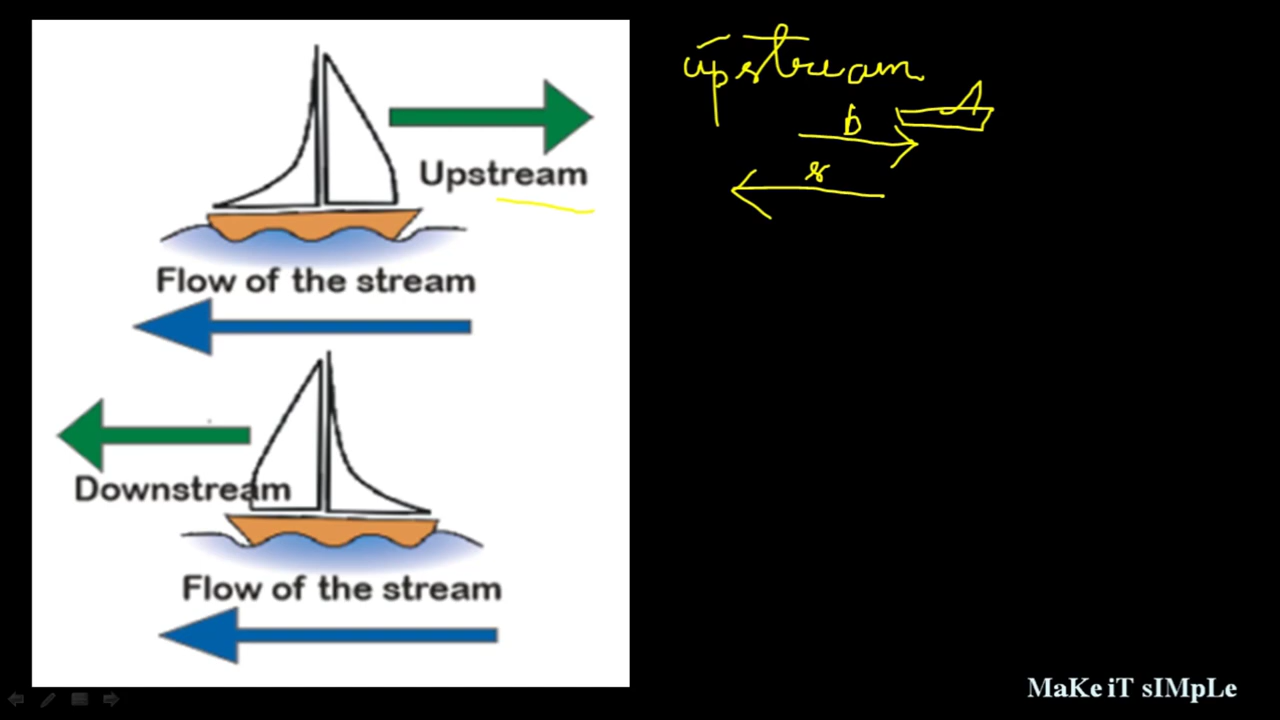 Upstream
Flow of the stream
Downstream
Flow of the stream
upstream
b
s
MaKe iT sIMpLe